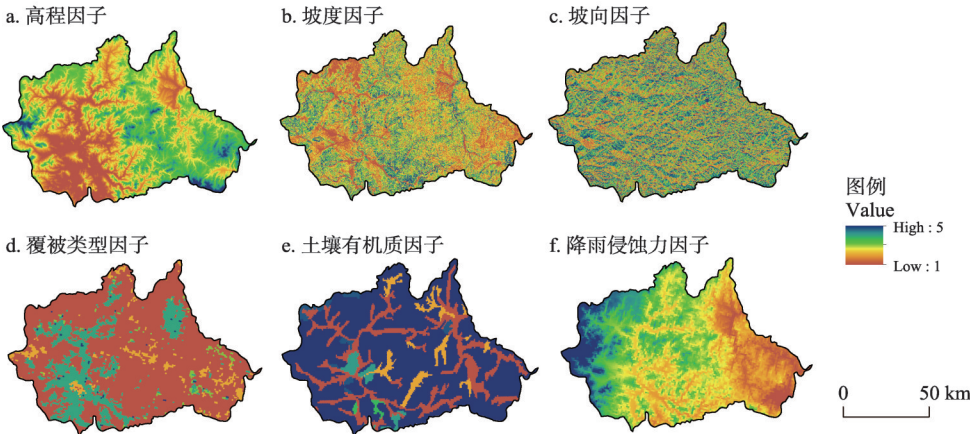 a. 高程因子
b. 坡度因子
c. 坡向因子
图例
Value
High : 5
Low : 1
d. 覆被类型因子
e. 土壤有机质因子
f. 降雨侵蚀力因子
0 50 km